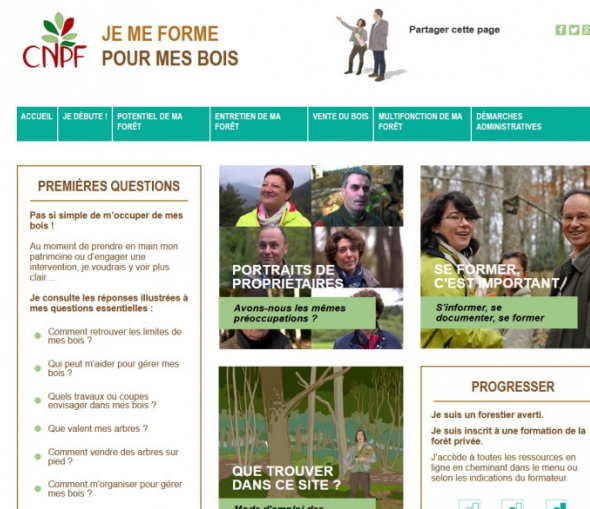 CNPF
JE ME FORME
POUR MES BOIS
Partager cette page
ACCUEIL
JE DÉBUTE !
POTENTIEL DE MA
FORÊT
ENTRETIEN DE MA
FORÊT
VENTE DU BOIS
MULTIFONCTION DE MA
FORÊT
DÉMARCHES
ADMINISTRATIVES
PREMIÈRES QUESTIONS
Pas si simple de m'occuper de mes
bois !
Au moment de prendre en main mon
patrimoine ou d'engager une
intervention, je voudrais y voir plus
clair...
Je consulte les réponses illustrées à
mes questions essentielles :
Comment retrouver les limites de
mes bois ?
Qui peut m'aider pour gérer mes
bois ?
Quels travaux ou coupes
envisager dans mes bois ?
Que valent mes arbres ?
Comment vendre des arbres sur
pied ?
Comment m'organiser pour gérer
mes bois ?
PORTRAITS DE
PROPRIÉTAIRES
Avons-nous les mêmes
préoccupations ?
SE FORMER,
C'EST IMPORTANT/
S'informer, se
documenter, se former
QUE TROUVER
DANS CE SITE ?
Mode d'emploi des
PROGRESSER
Je suis un forestier averti.
Je suis inscrit à une formation de la
forêt privée.
J'accède à toutes les ressources en
ligne en cheminant dans le menu ou
selon les indications du formateur.